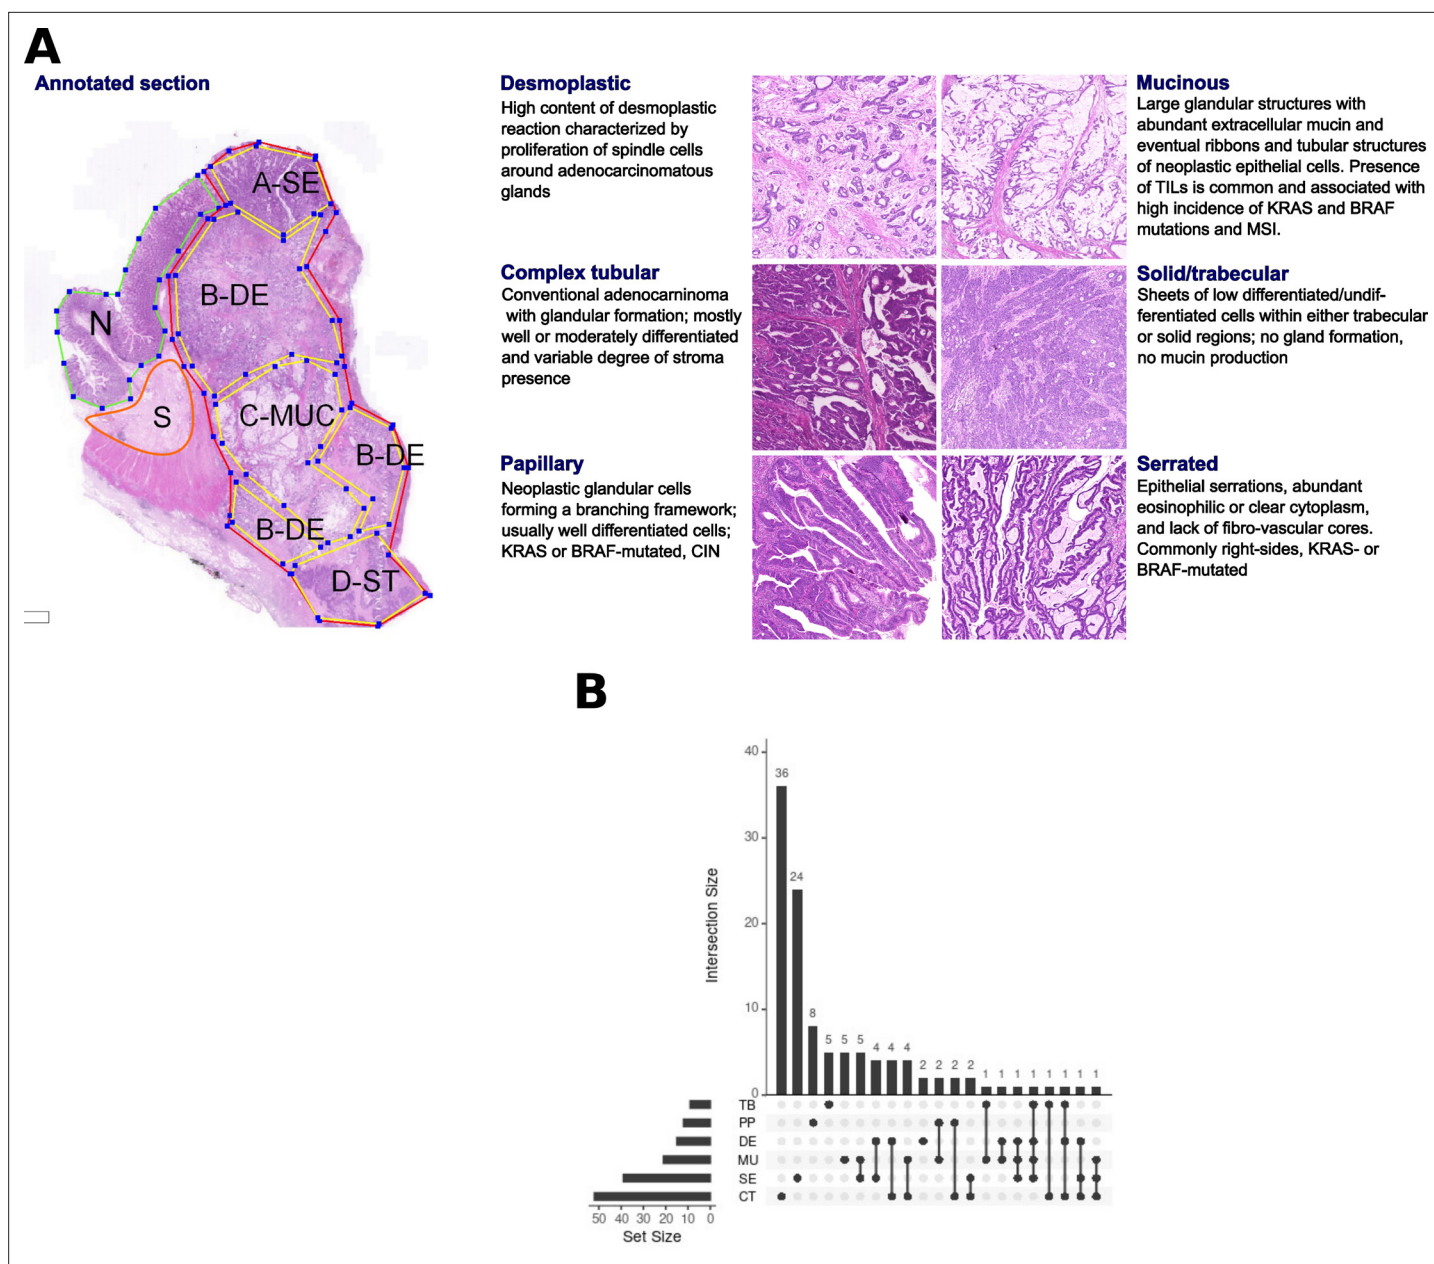 A
Annotated section
A-SE
B-DE
N
S
C-MUC
B-DE
B-DE
D-ST
Desmoplastic
High content of desmoplastic
reaction characterized by
proliferation of spindle cells
around adenocarcinomatous
glands
Complex tubular
Conventional adenocarninoma
with glandular formation; mostly
well or moderately differentiated
and variable degree of stroma
presence
Papillary
Neoplastic glandular cells
forming a branching framework;
usually well differentiated cells;
KRAS or BRAF-mutated, CIN
Mucinous
Large glandular structures with
abundant extracellular mucin and
eventual ribbons and tubular structures
of neoplastic epithelial cells. Presence
of TILs is common and associated with
high incidence of KRAS and BRAF
mutations and MSI.
Solid/trabecular
Sheets of low differentiated/undif-
ferentiated cells within either trabecular
or solid regions; no gland formation,
no mucin production
Serrated
Epithelial serrations, abundant
eosinophilic or clear cytoplasm,
and lack of fibro-vascular cores.
Commonly right-sides, KRAS- or
BRAF-mutated
B
Intersection Size
40
30
20
10
0
36
24
8
5 5 5
4 4 4
2 2 2 2
1 1 1 1 1 1 1 1
TB
PP
DE
MU
SE
CT
50 40 30 20 10 0
Set Size